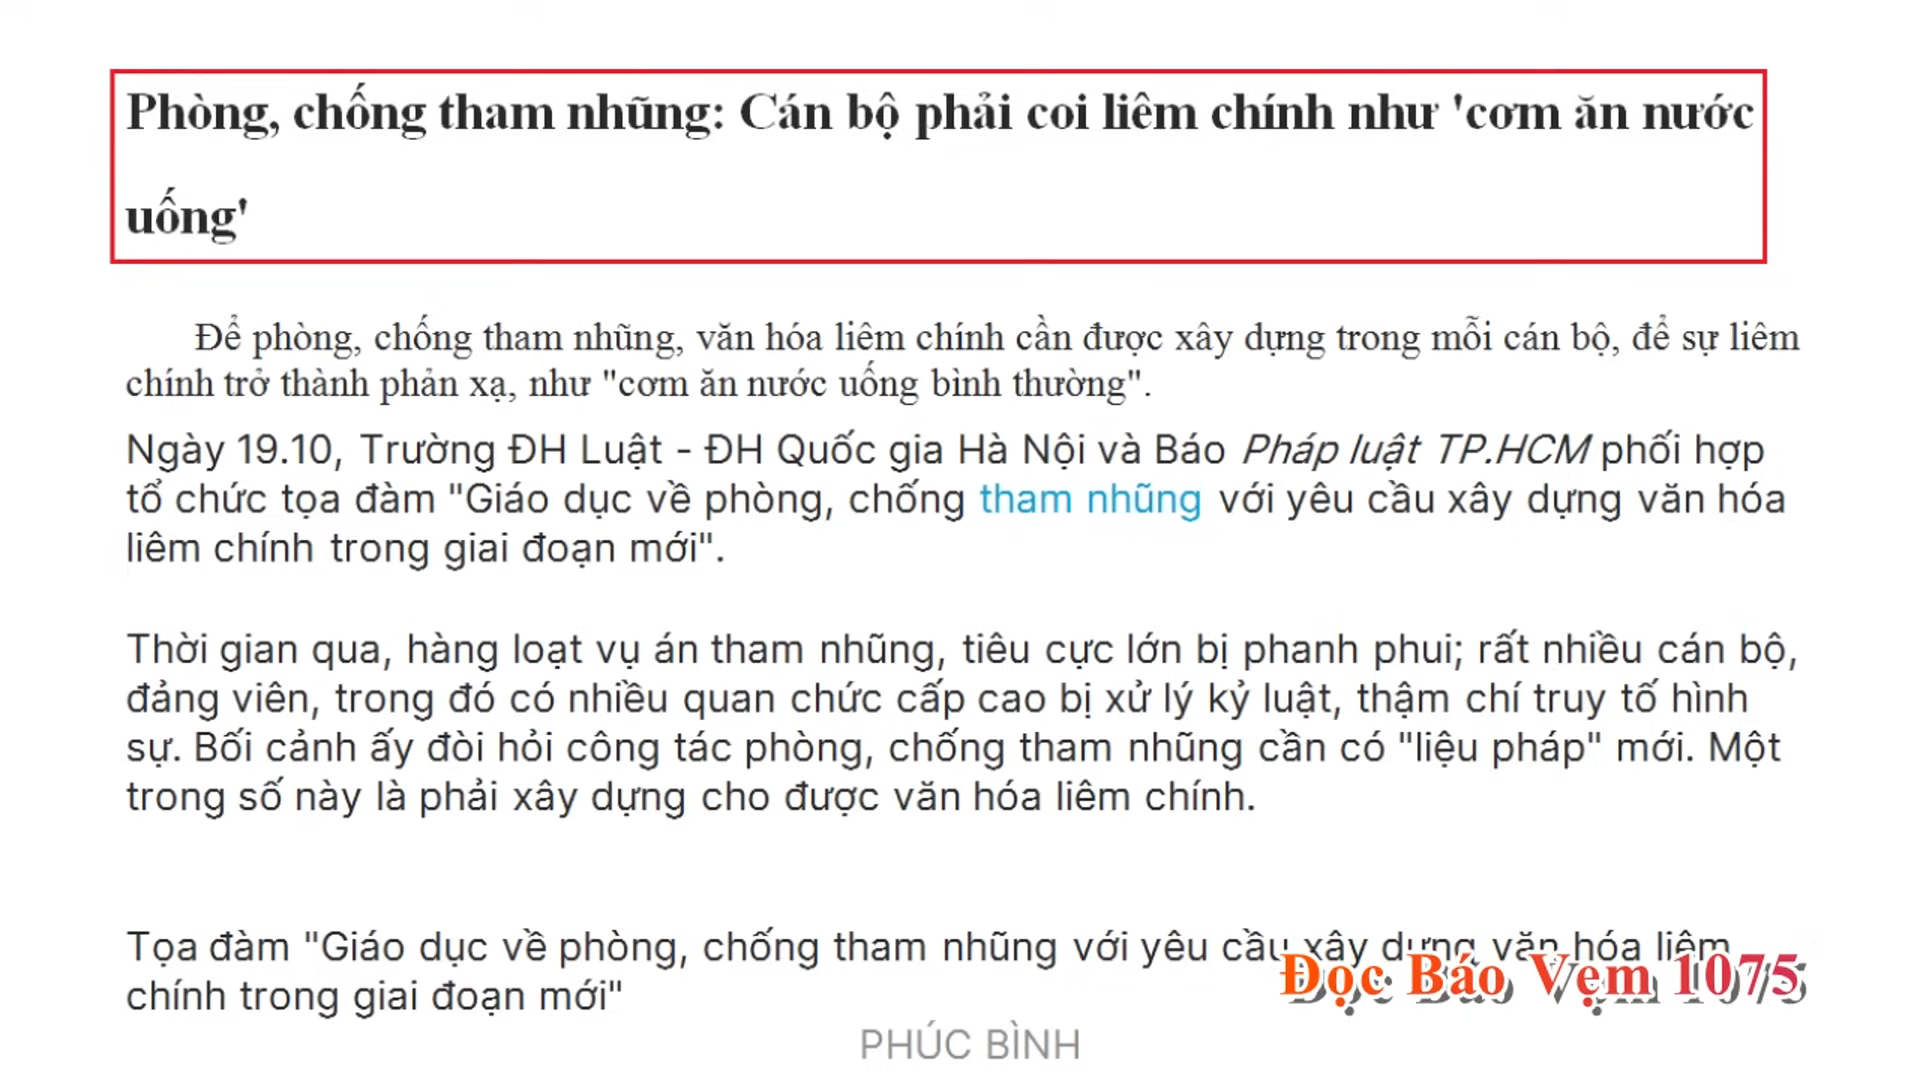 Phòng, chống tham nhũng: Cán bộ phải coi liêm chính như 'cơm ăn nước
uống'
Để phòng, chống tham nhũng, văn hóa liêm chính cần được xây dựng trong mỗi cán bộ, để sự liêm
chính trở thành phản xạ, như "cơm ăn nước uống bình thường".
Ngày 19.10, Trường ĐH Luật - ĐH Quốc gia Hà Nội và Báo Pháp luật TP.HCM phối hợp
tổ chức tọa đàm "Giáo dục về phòng, chống tham nhũng với yêu cầu xây dựng văn hóa
liêm chính trong giai đoạn mới".
Thời gian qua, hàng loạt vụ án tham nhũng, tiêu cực lớn bị phanh phui; rất nhiều cán bộ,
đảng viên, trong đó có nhiều quan chức cấp cao bị xử lý kỷ luật, thậm chí truy tố hình
sự. Bối cảnh ấy đòi hỏi công tác phòng, chống tham nhũng cần có "liệu pháp" mới. Một
trong số này là phải xây dựng cho được văn hóa liêm chính.
Tọa đàm "Giáo dục về phòng, chống tham nhũng với yêu cầu xây dựng văn hóa liêm
chính trong giai đoạn mới"
Đọc Báo Vẹm 1075
PHÚC BÌNH